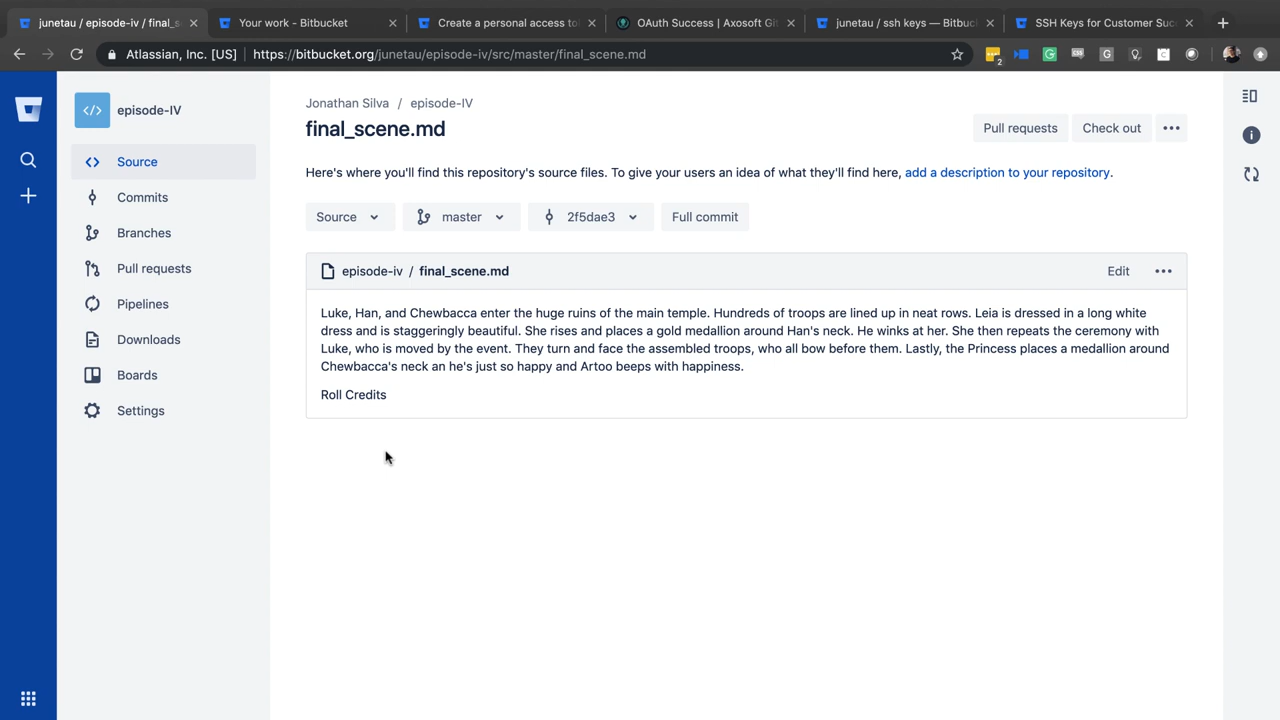 junetau / episode-iv / final_s
Your work - Bitbucket
Create a personal access to
OAuth Success | Axosoft Git
junetau / ssh keys — Bitbuc
SSH Keys for Customer Suc
Atlassian, Inc. [US]
https://bitbucket.org/junetau/episode-iv/src/master/final_scene.md
2
episode-IV
Source
Commits
Branches
Pull requests
Pipelines
Downloads
Boards
Settings
Jonathan Silva / episode-IV
final_scene.md
Pull requests
Check out
Here's where you'll find this repository's source files. To give your users an idea of what they'll find here, add a description to your repository.
Source
master
2f5dae3
Full commit
episode-iv / final_scene.md
Edit
Luke, Han, and Chewbacca enter the huge ruins of the main temple. Hundreds of troops are lined up in neat rows. Leia is dressed in a long white
dress and is staggeringly beautiful. She rises and places a gold medallion around Han's neck. He winks at her. She then repeats the ceremony with
Luke, who is moved by the event. They turn and face the assembled troops, who all bow before them. Lastly, the Princess places a medallion around
Chewbacca's neck an he's just so happy and Artoo beeps with happiness.
Roll Credits